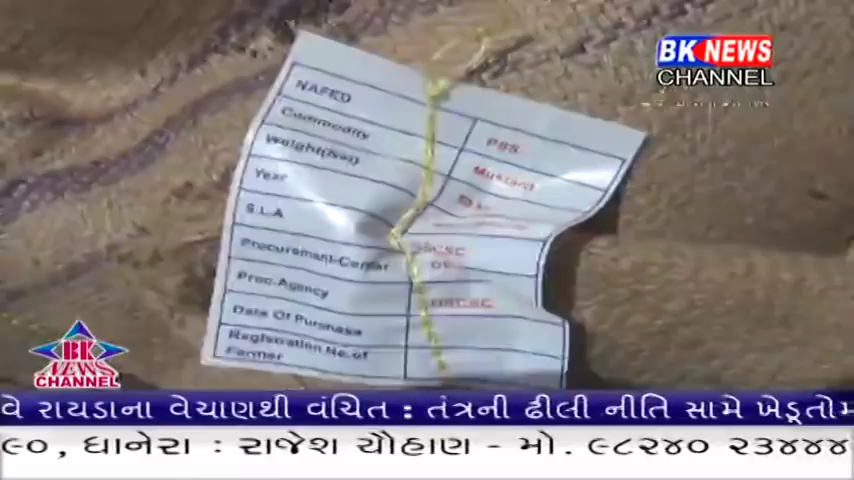 BK NEWS
CHANNEL
NAFED PSS
Commodity Mustard
Weight(Net)
Year
S.L.A
Procurement Center
Proc.Agency
Date Of Purchase
Registration No.of
Farmer
BK
NEWS
CHANNEL
વે રાયડાના વેચાણથી વંચિત : તંત્રની ઢીલી નીતિ સામે ખેડૂતોમ
૯૦, ધાનેરા : રાજેશ ચૌહાણ - મો. ૯૮૨૪૦ ૨૩૪૪૪